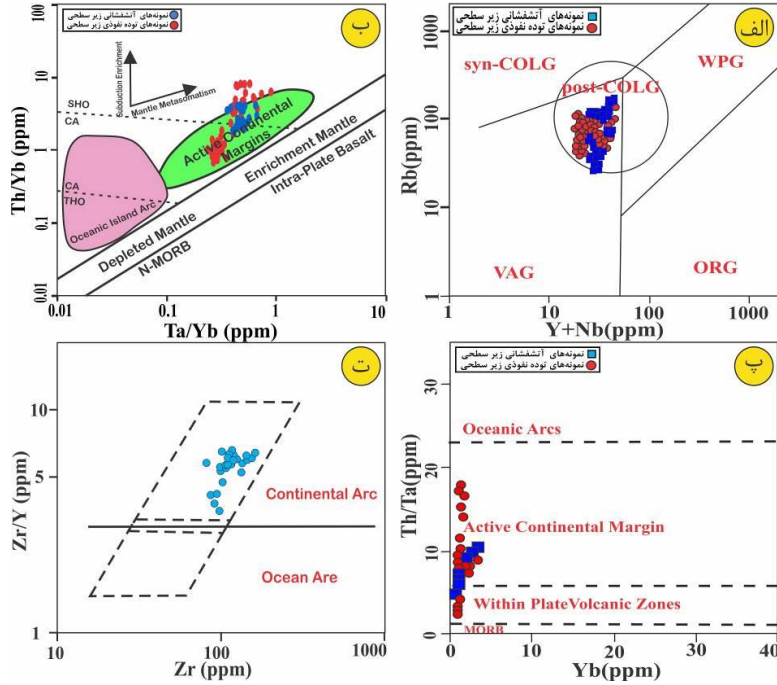 ب
نمونه‌های آتشفشانی زیر سطحی
نمونه‌های توده نفوذی زیر سطحی
Subduction Enrichment
Mantle Metasomatism
SHO
CA
Active Continental
Margins
CA
THO
Oceanic Island Arc
Enrichment Mantle
Intra-Plate Basalt
Depleted Mantle
N-MORB
Th/Yb (ppm)
10
10
1
0.1
0.01
0.01
0.1
1
10
Ta/Yb (ppm)
الف
نمونه‌های آتشفشانی زیر سطحی
نمونه‌های توده نفوذی زیر سطحی
syn-COLG
post-COLG
WPG
VAG
ORG
Rb(ppm)
1000
100
10
1
1
10
100
1000
Y+Nb(ppm)
ت
Continental Arc
Ocean Are
Zr/Y (ppm)
10
5
1
10
100
1000
Zr (ppm)
پ
نمونه‌های آتشفشانی زیر سطحی
نمونه‌های توده نفوذی زیر سطحی
Oceanic Arcs
Active Continental Margin
Within PlateVolcanic Zones
MORB
Th/Ta(ppm)
30
20
10
0
0
10
20
30
40
Yb(ppm)